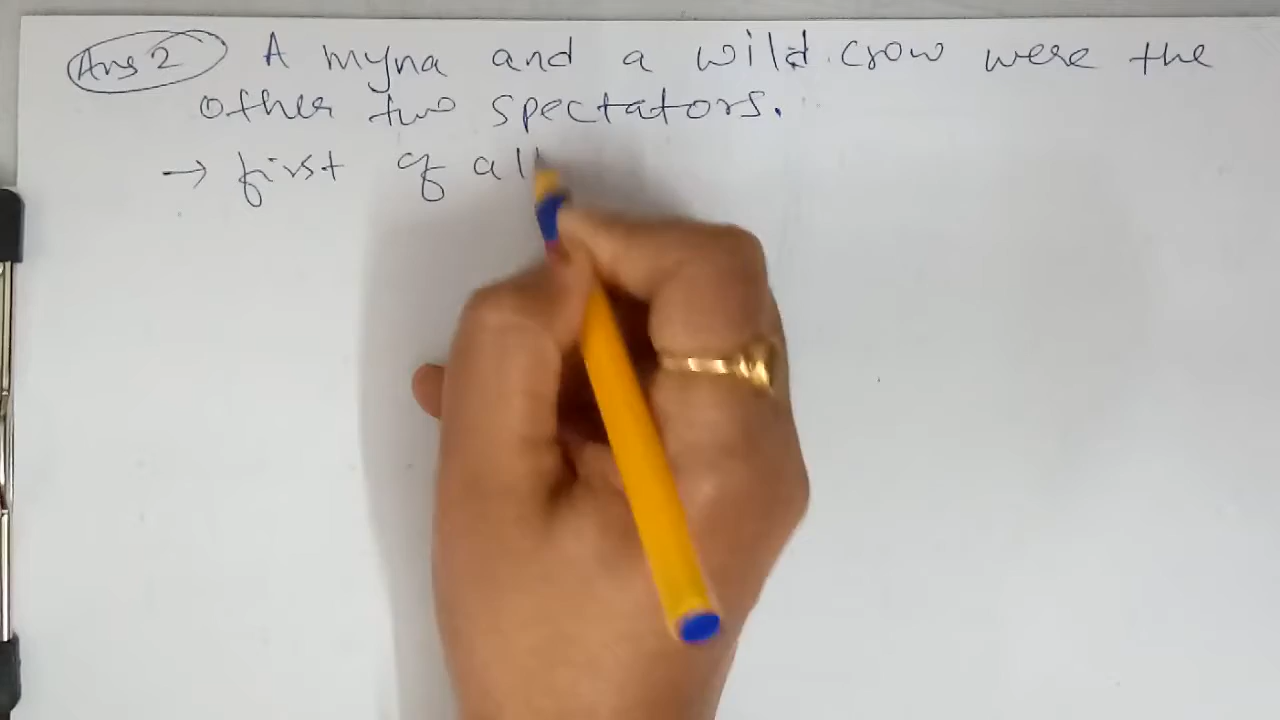 Ans 2 A myna and a wild crow were the
other two spectators.
→ first of all